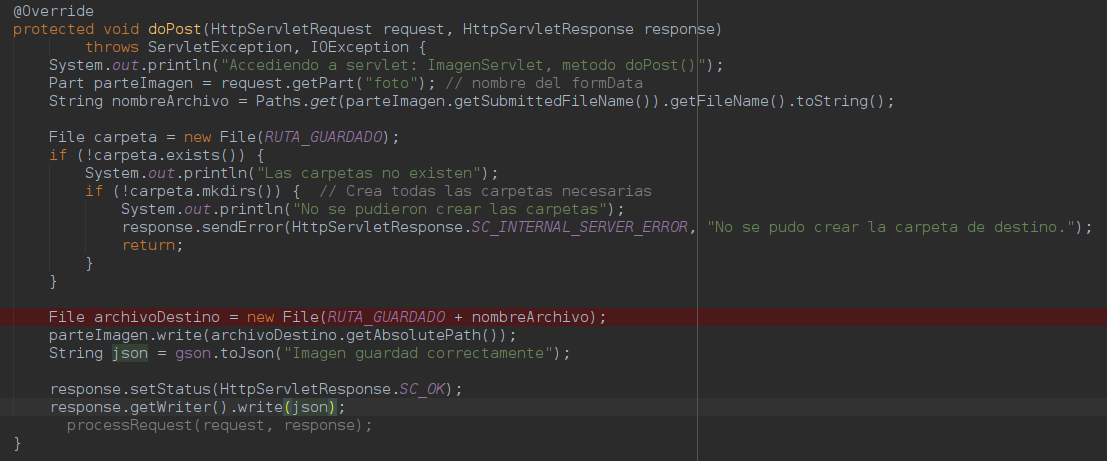 @Override
protected void doPost(HttpServletRequest request, HttpServletResponse response)
throws ServletException, IOException {
System.out.println("Accediendo a servlet: ImagenServlet, metodo doPost()");
Part parteImagen = request.getPart("foto"); // nombre del formData
String nombreArchivo = Paths.get(parteImagen.getSubmittedFileName()).getFileName().toString();
File carpeta = new File(RUTA_GUARDADO);
if (!carpeta.exists()) {
System.out.println("Las carpetas no existen");
if (!carpeta.mkdirs()) { // Crea todas las carpetas necesarias
System.out.println("No se pudieron crear las carpetas");
response.sendError(HttpServletResponse.SC_INTERNAL_SERVER_ERROR, "No se pudo crear la carpeta de destino.");
return;
}
}
File archivoDestino = new File(RUTA_GUARDADO + nombreArchivo);
parteImagen.write(archivoDestino.getAbsolutePath());
String json = gson.toJson("Imagen guardad correctamente");
response.setStatus(HttpServletResponse.SC_OK);
response.getWriter().write(json);
processRequest(request, response);
}